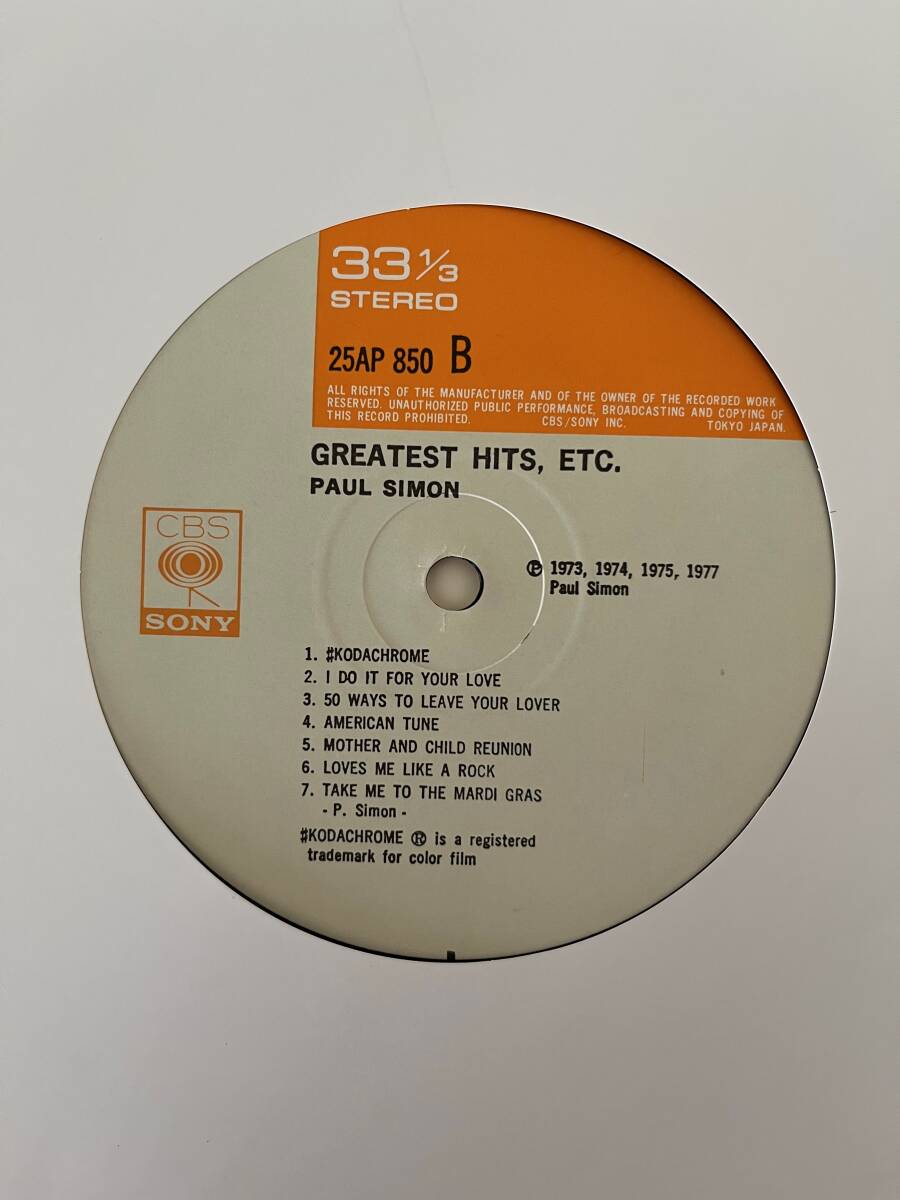 33 1/3
STEREO
25AP 850 B
ALL RIGHTS OF THE MANUFACTURER AND OF THE OWNER OF THE RECORDED WORK
RESERVED. UNAUTHORIZED PUBLIC PERFORMANCE, BROADCASTING AND COPYING OF
THIS RECORD PROHIBITED. CBS/SONY INC. TOKYO JAPAN.
GREATEST HITS, ETC.
PAUL SIMON
CBS
SONY
℗ 1973, 1974, 1975, 1977
Paul Simon
1. #KODACHROME
2. I DO IT FOR YOUR LOVE
3. 50 WAYS TO LEAVE YOUR LOVER
4. AMERICAN TUNE
5. MOTHER AND CHILD REUNION
6. LOVES ME LIKE A ROCK
7. TAKE ME TO THE MARDI GRAS
- P. Simon -
#KODACHROME ® is a registered
trademark for color film